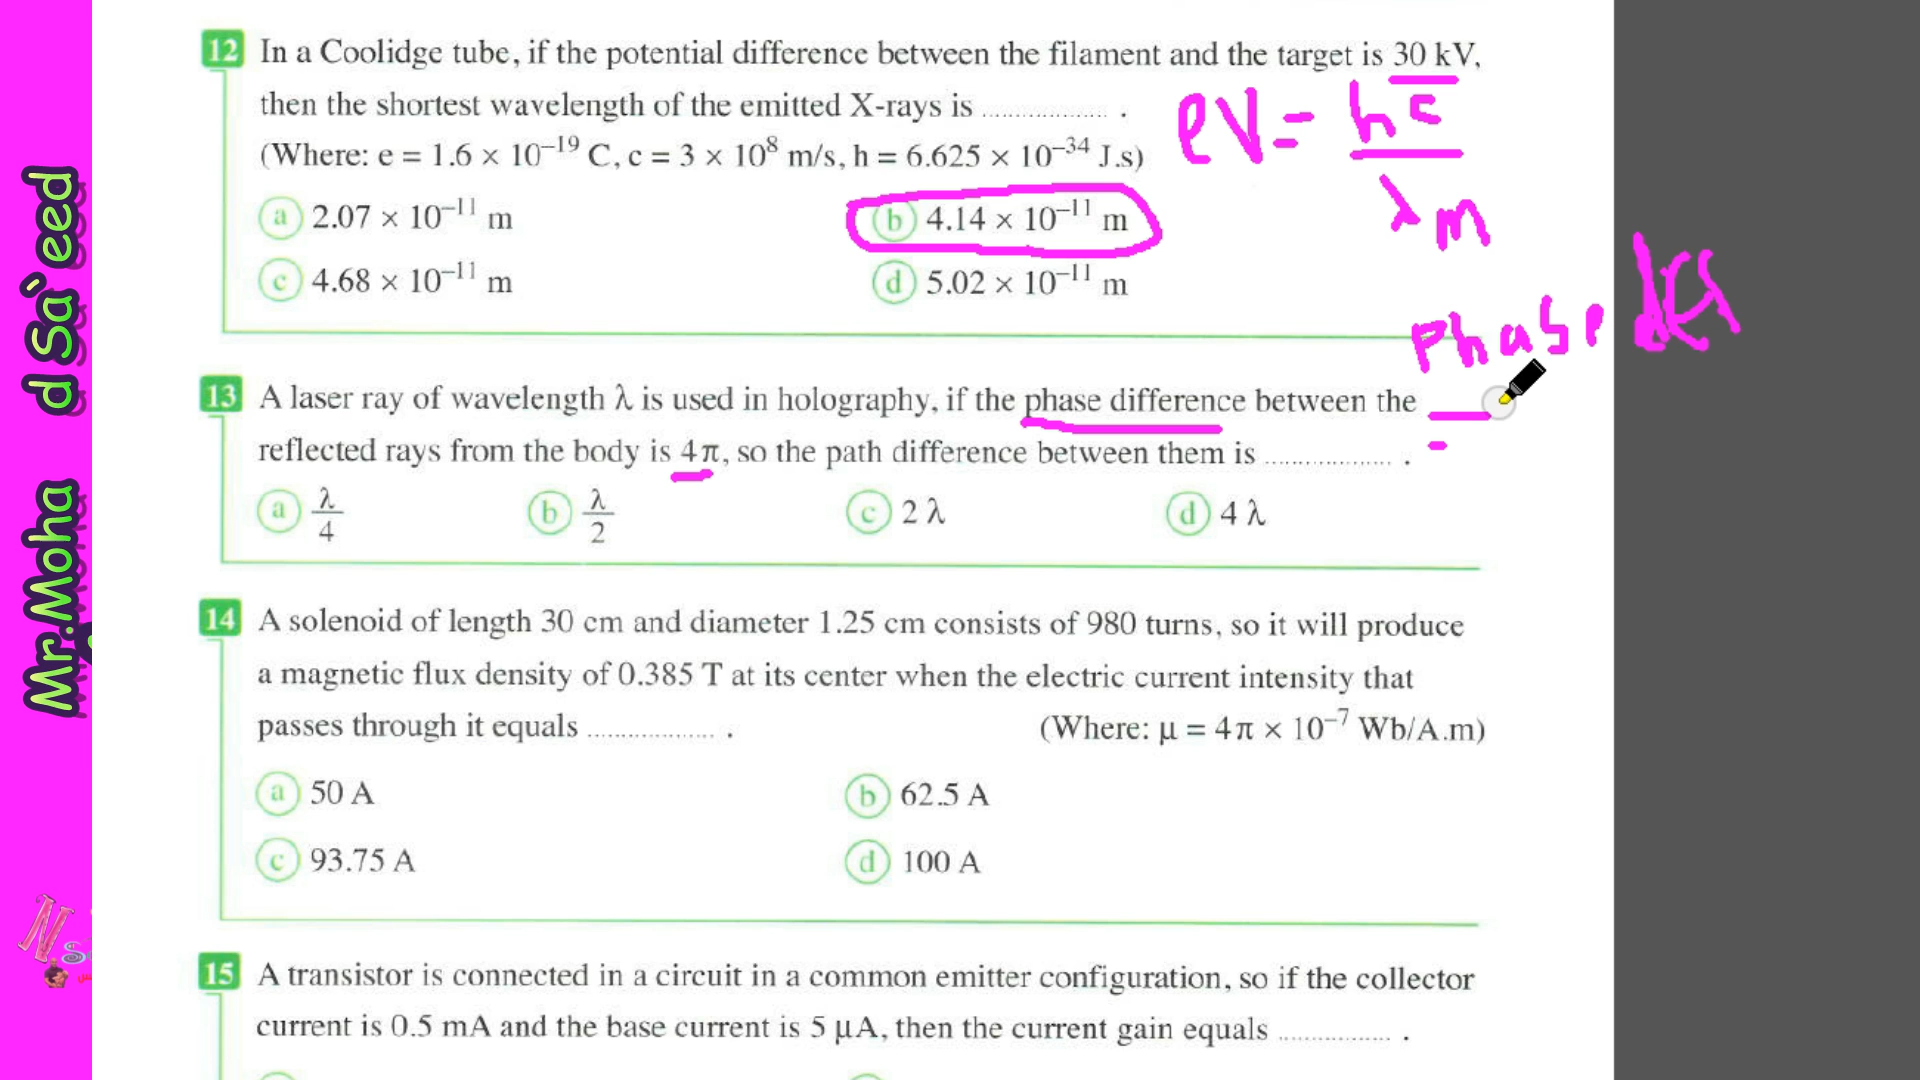 12 In a Coolidge tube, if the potential difference between the filament and the target is 30 kV,
then the shortest wavelength of the emitted X-rays is .................. .
(Where: e = 1.6 × 10⁻¹⁹ C, c = 3 × 10⁸ m/s, h = 6.625 × 10⁻³⁴ J.s)
eV = hc / λm
a 2.07 × 10⁻¹¹ m
b 4.14 × 10⁻¹¹ m
c 4.68 × 10⁻¹¹ m
d 5.02 × 10⁻¹¹ m
Phase
13 A laser ray of wavelength λ is used in holography, if the phase difference between the
reflected rays from the body is 4π, so the path difference between them is .................. .
a λ/4
b λ/2
c 2 λ
d 4 λ
14 A solenoid of length 30 cm and diameter 1.25 cm consists of 980 turns, so it will produce
a magnetic flux density of 0.385 T at its center when the electric current intensity that
passes through it equals .................. .
(Where: μ = 4π × 10⁻⁷ Wb/A.m)
a 50 A
b 62.5 A
c 93.75 A
d 100 A
15 A transistor is connected in a circuit in a common emitter configuration, so if the collector
current is 0.5 mA and the base current is 5 μA, then the current gain equals ................ .
Mr.Moha d Sa`eed